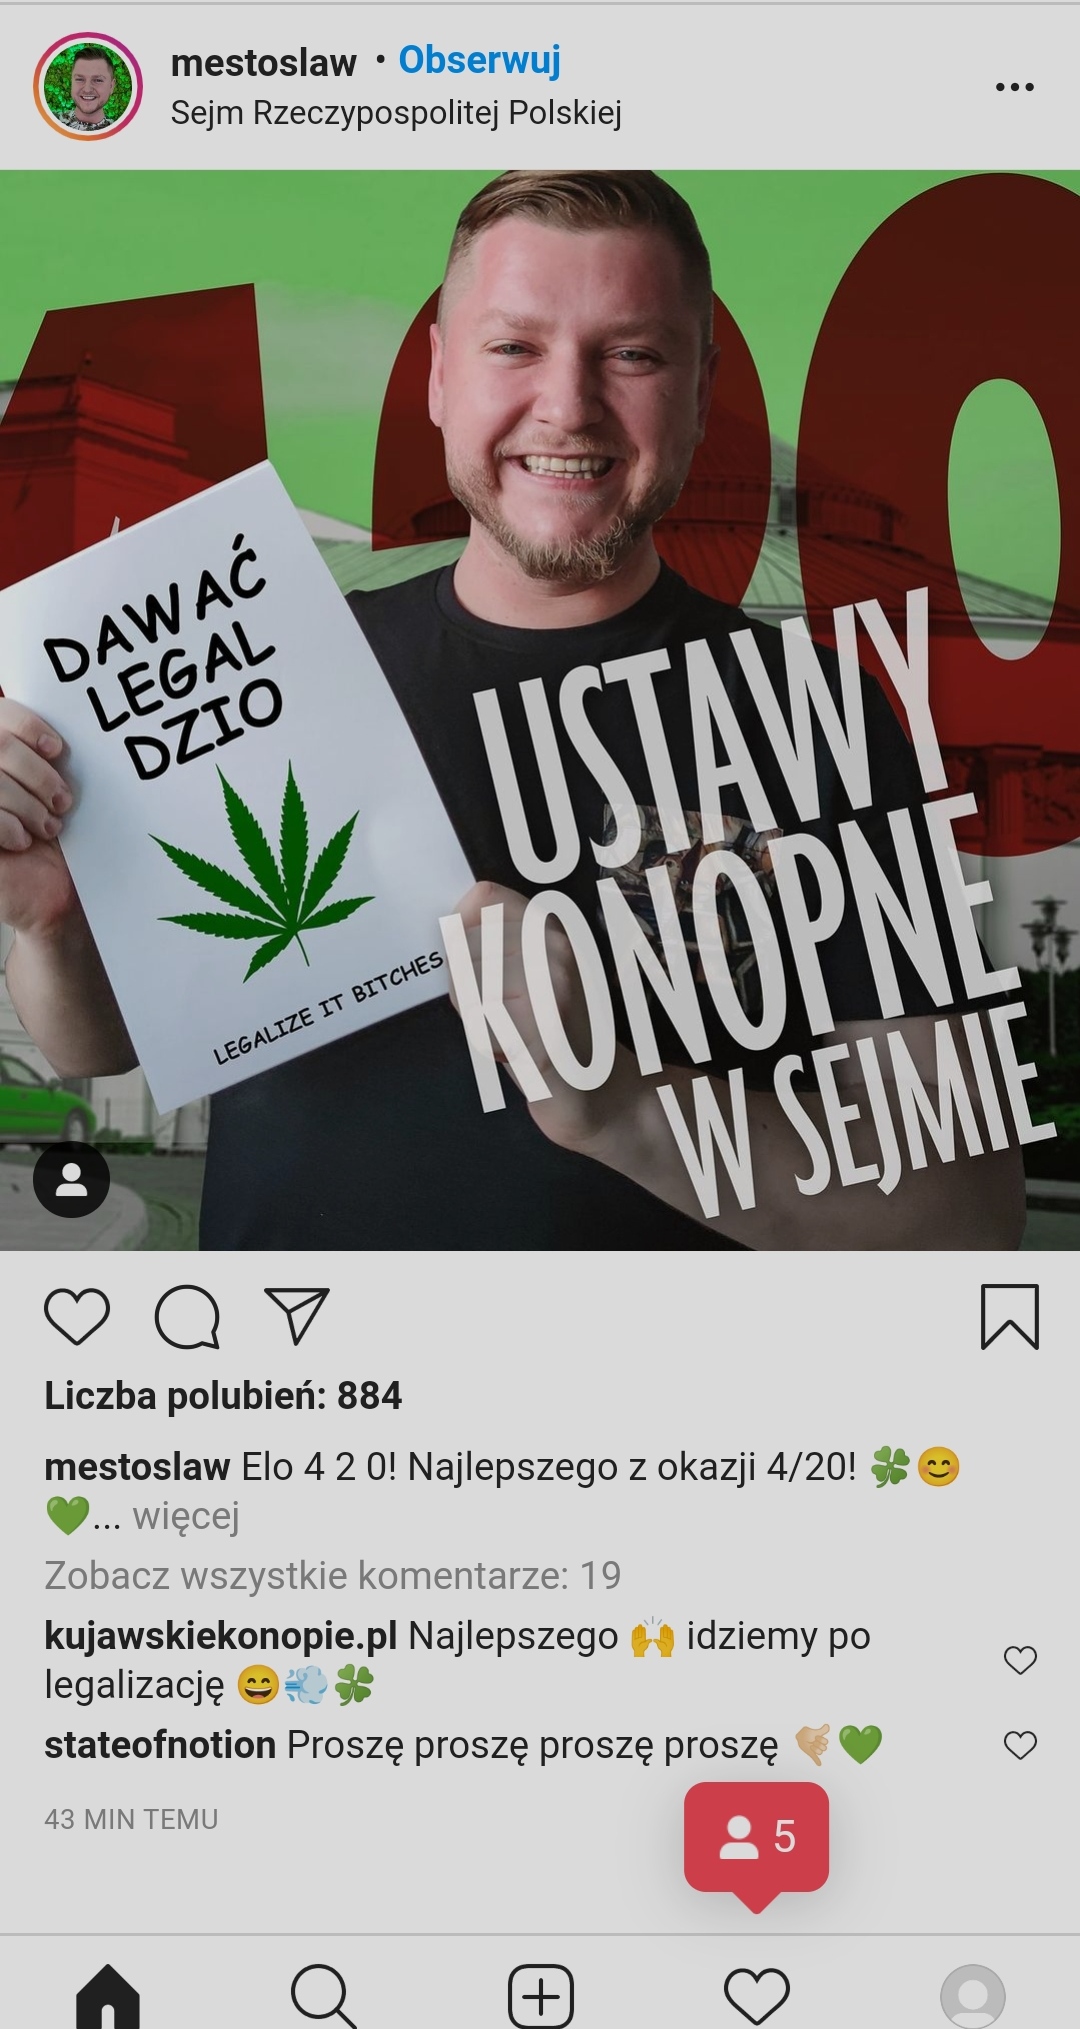 mestoslaw • Obserwuj
Sejm Rzeczypospolitej Polskiej
420
DAWAĆ
LEGAL
DZIO
LEGALIZE IT BITCHES
USTAWY
KONOPNE
W SEJMIE
Liczba polubień: 884
mestoslaw Elo 4 2 0! Najlepszego z okazji 4/20! 🍀😊
💚... więcej
Zobacz wszystkie komentarze: 19
kujawskiekonopie.pl Najlepszego 🙌 idziemy po
legalizację 😄💨🍀
stateofnotion Proszę proszę proszę proszę 🤙🏼💚
43 MIN TEMU
5